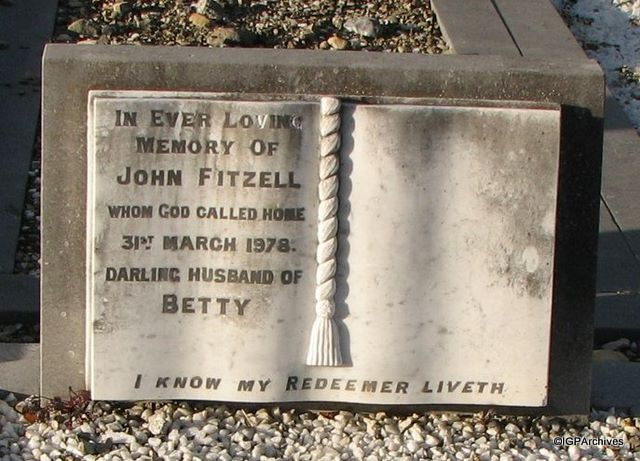 In Ever Loving
Memory Of
John Fitzell
whom God called home
31st March 1978.
Darling husband of
Betty
I know my Redeemer liveth
©IGPArchives